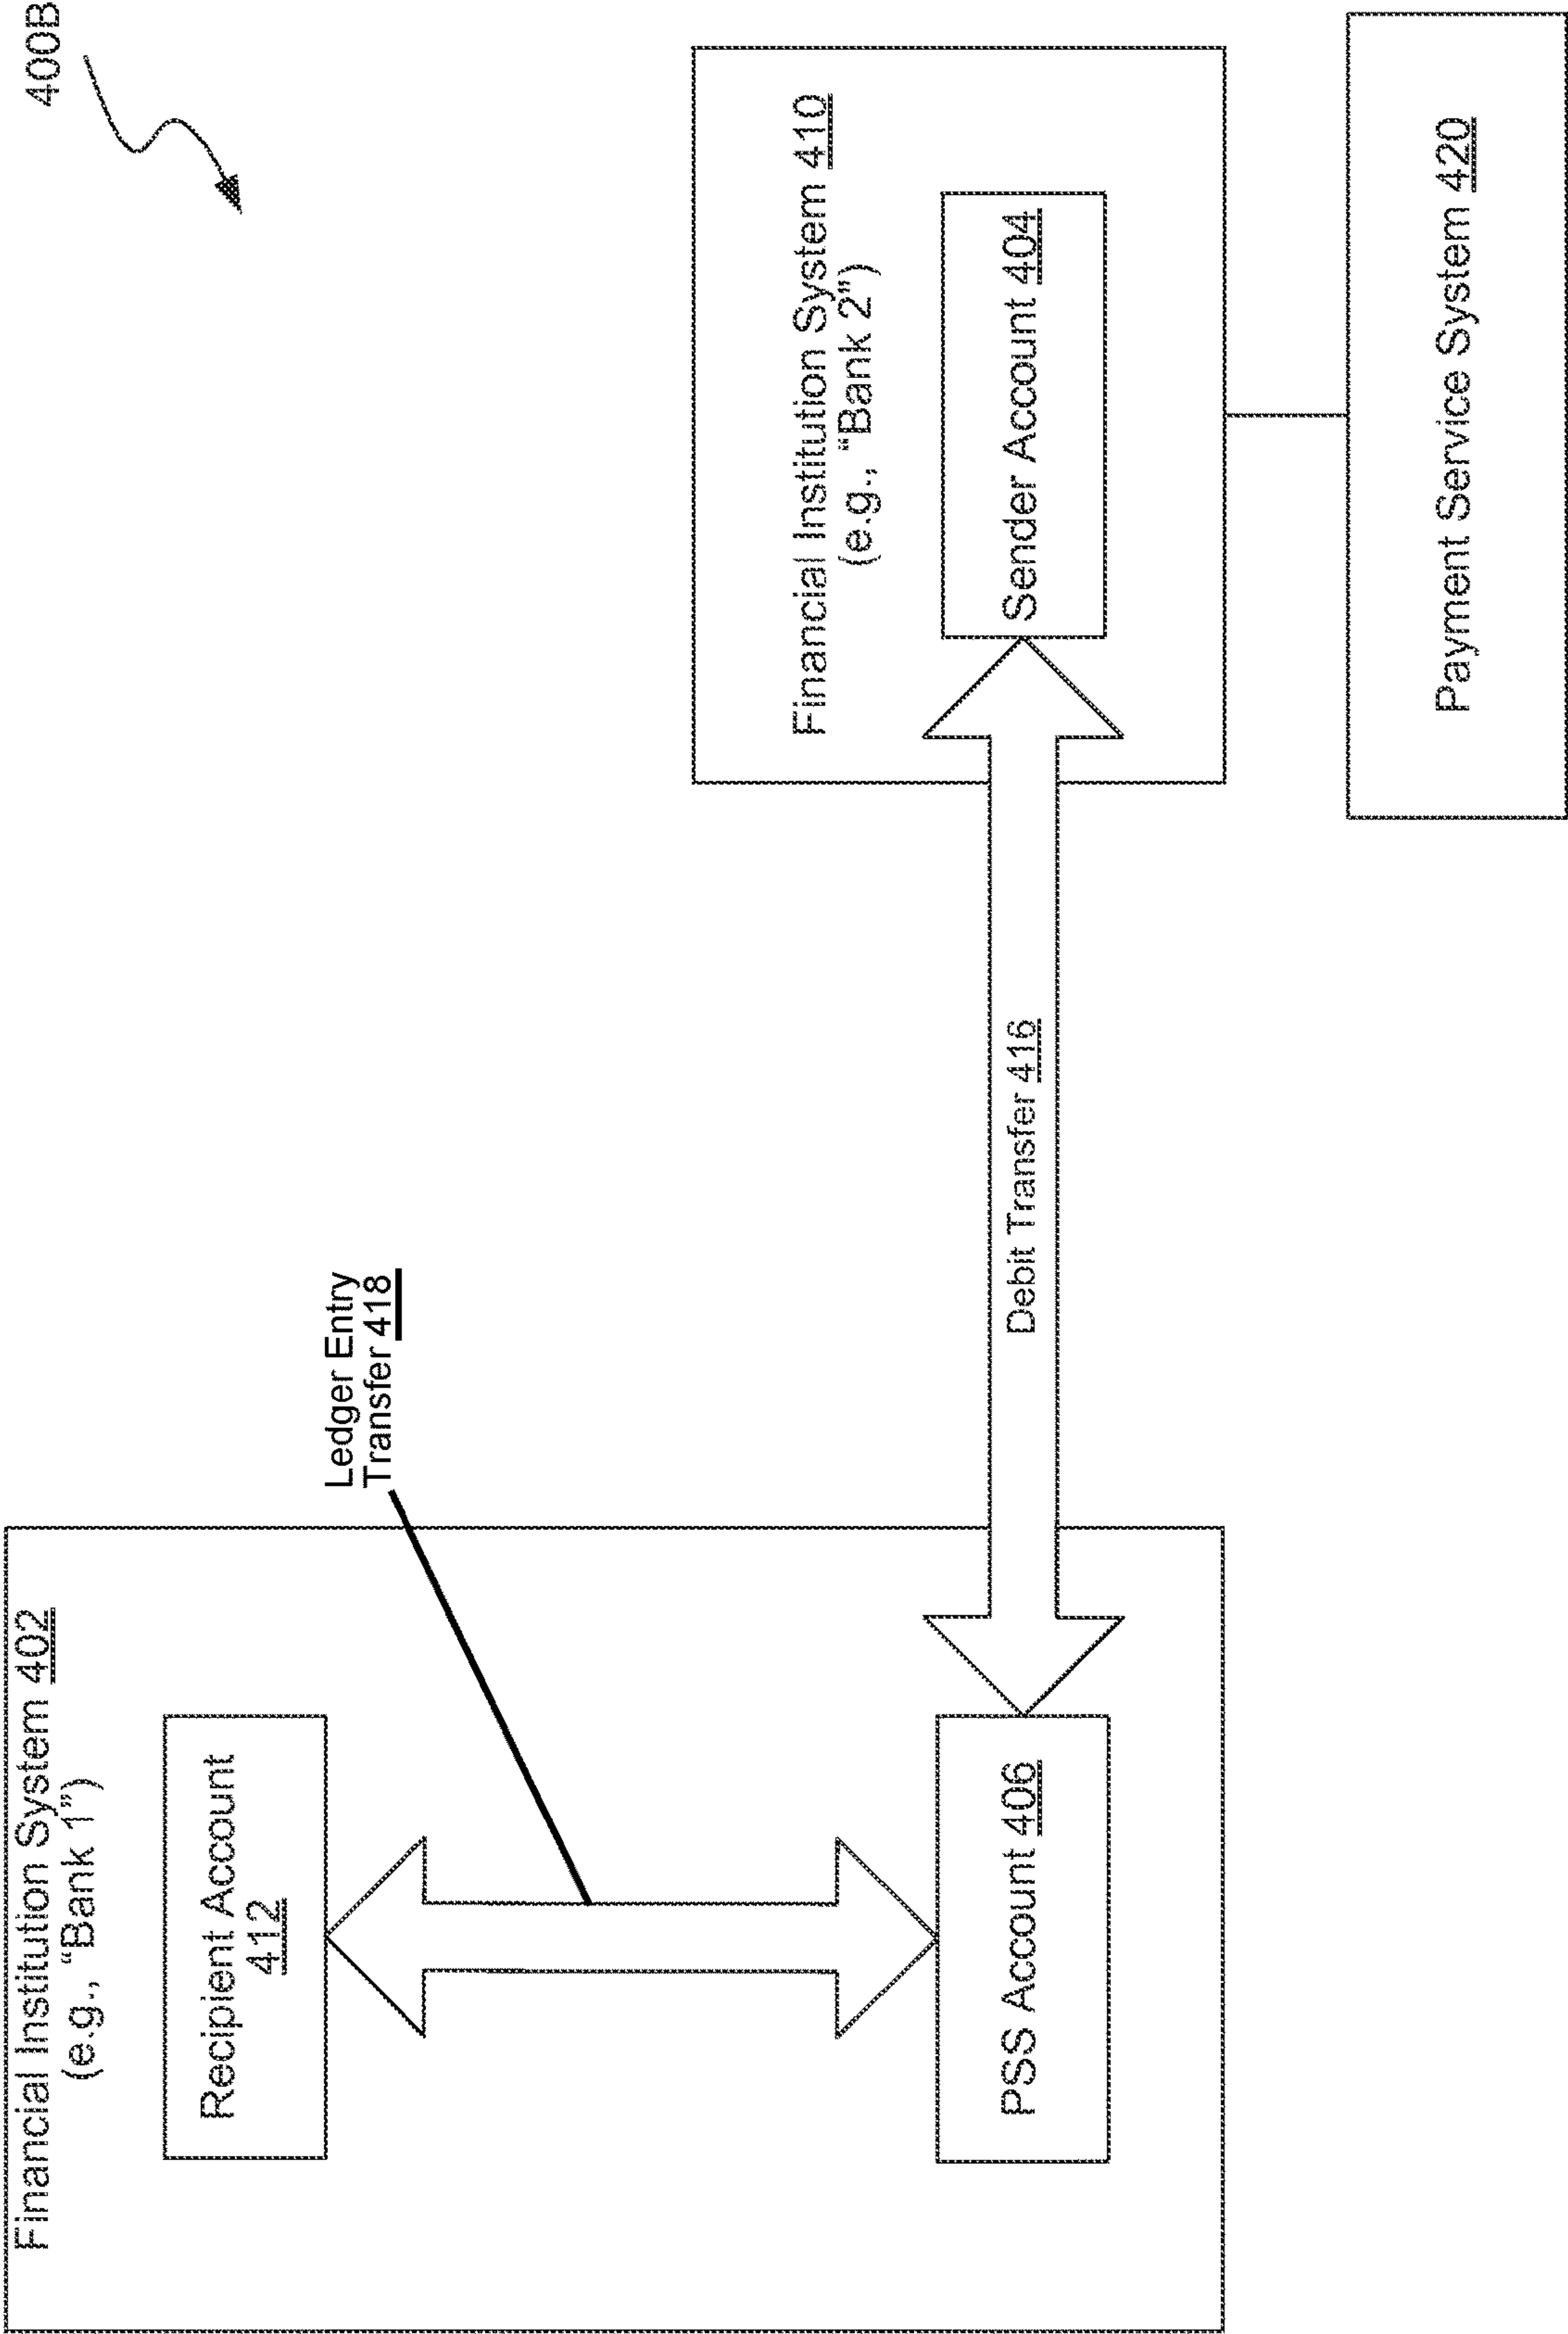 400B
Financial Institution System 402
(e.g., “Bank 1”)
Recipient Account
412
Ledger Entry
Transfer 418
PSS Account 406
Debit Transfer 416
Financial Institution System 410
(e.g., “Bank 2”)
Sender Account 404
Payment Service System 420